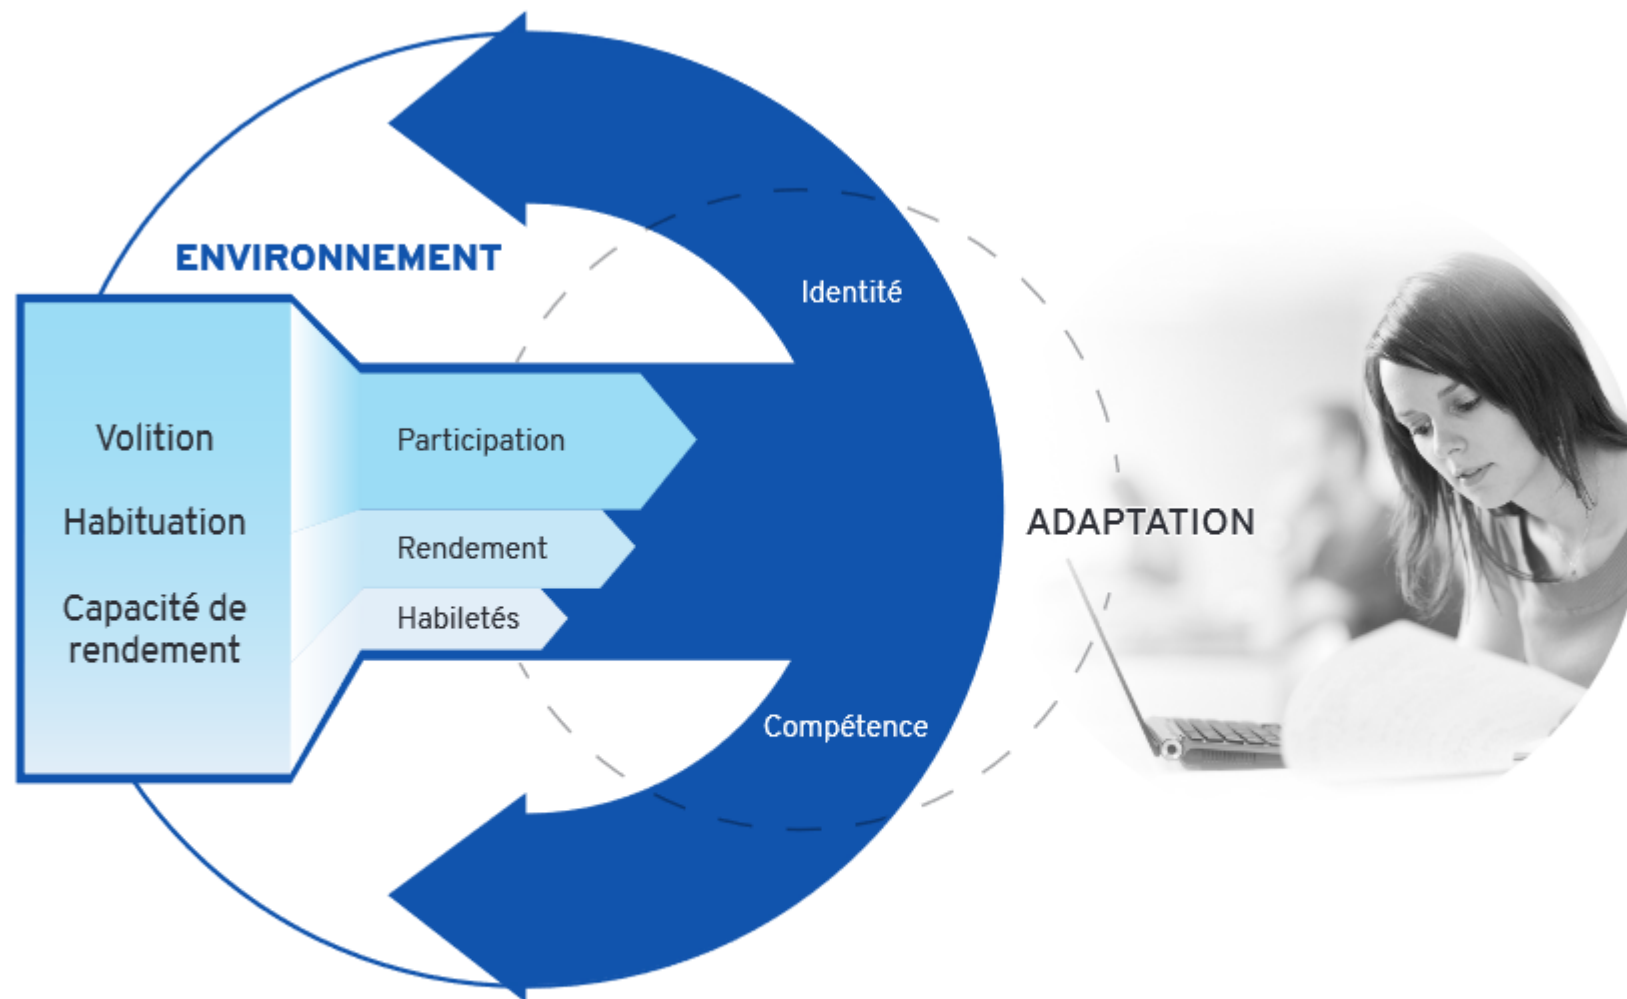 ENVIRONNEMENT
Identité
Volition
Participation
Habituation
Rendement
ADAPTATION
Capacité de
rendement
Habiletés
Compétence